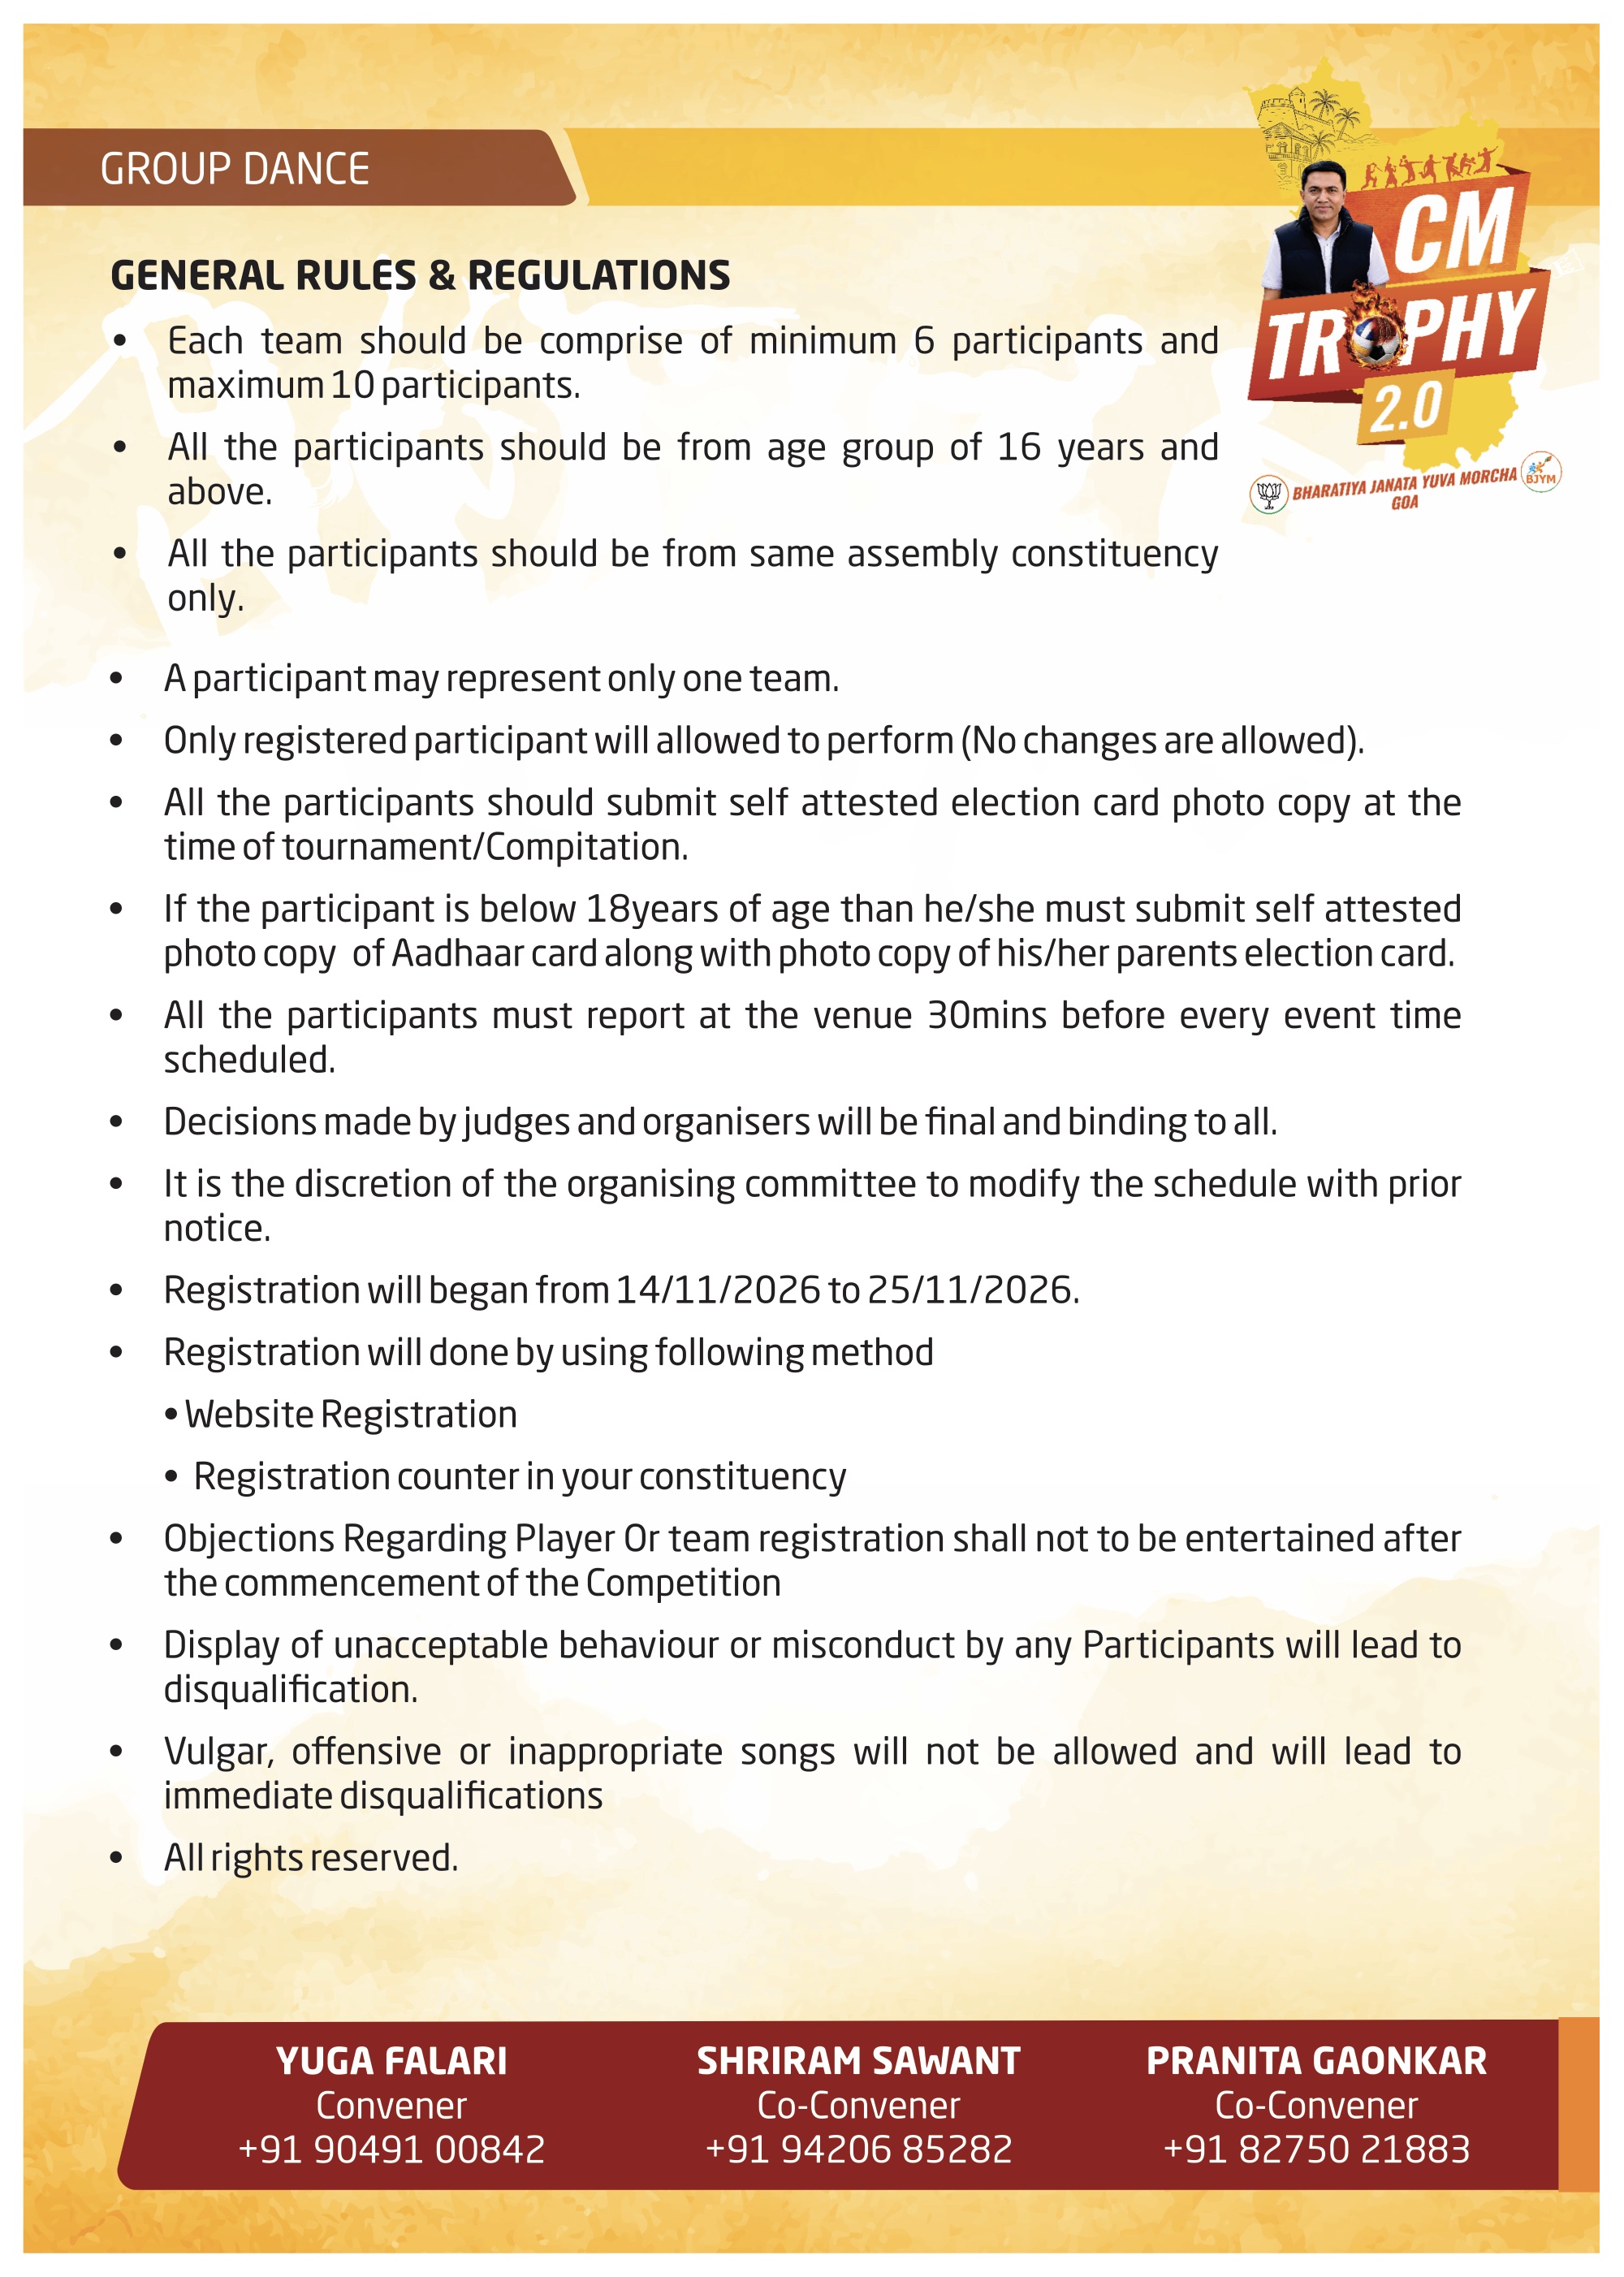 GROUP DANCE
CM
TROPHY
2.0
BHARATIYA JANATA YUVA MORCHA
GOA
BJYM
GENERAL RULES & REGULATIONS
• Each team should be comprise of minimum 6 participants and
maximum 10 participants.
• All the participants should be from age group of 16 years and
above.
• All the participants should be from same assembly constituency
only.
• A participant may represent only one team.
• Only registered participant will allowed to perform (No changes are allowed).
• All the participants should submit self attested election card photo copy at the
time of tournament/Compitation.
• If the participant is below 18years of age than he/she must submit self attested
photo copy of Aadhaar card along with photo copy of his/her parents election card.
• All the participants must report at the venue 30mins before every event time
scheduled.
• Decisions made by judges and organisers will be final and binding to all.
• It is the discretion of the organising committee to modify the schedule with prior
notice.
• Registration will began from 14/11/2026 to 25/11/2026.
• Registration will done by using following method
• Website Registration
• Registration counter in your constituency
• Objections Regarding Player Or team registration shall not to be entertained after
the commencement of the Competition
• Display of unacceptable behaviour or misconduct by any Participants will lead to
disqualification.
• Vulgar, offensive or inappropriate songs will not be allowed and will lead to
immediate disqualifications
• All rights reserved.
YUGA FALARI
Convener
+91 90491 00842
SHRIRAM SAWANT
Co-Convener
+91 94206 85282
PRANITA GAONKAR
Co-Convener
+91 82750 21883